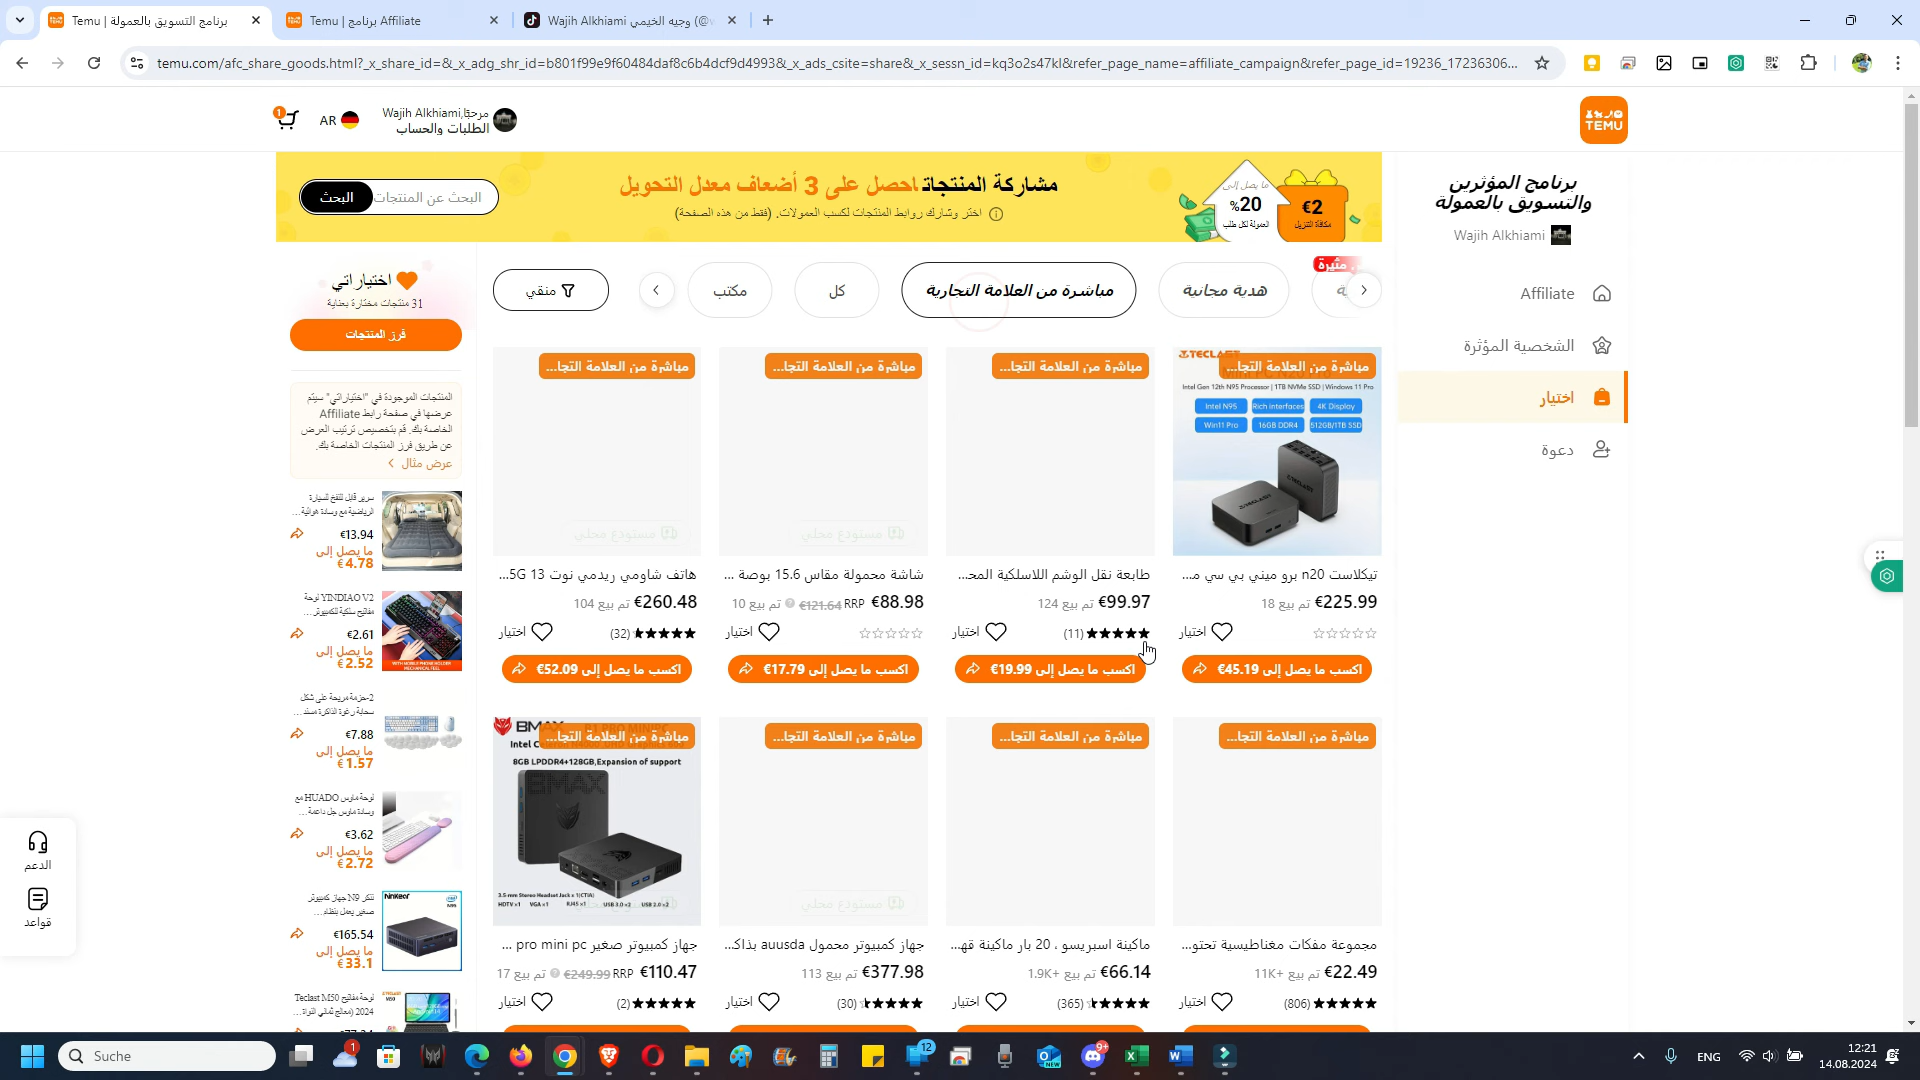 Temu | برنامج التسويق بالعمولة
Temu | برنامج Affiliate
Wajih Alkhiami وجيه الخيمي (@w
temu.com/afc_share_goods.html?_x_share_id=&_x_adg_shr_id=b801f99e9f60484daf8c6b4dcf9d4993&_x_ads_csite=share&_x_sessn_id=kq3o2s47kl&refer_page_name=affiliate_campaign&refer_page_id=19236_17236306...
1
AR
مرحبًا,Wajih Alkhiami
الطلبات والحساب
TEMU
مشاركة المنتجات احصل على 3 أضعاف معدل التحويل
اختر وشارك روابط المنتجات لكسب العمولات. (فقط من هذه الصفحة)
البحث عن المنتجات
البحث
ما يصل إلى
%20
العمولة لكل طلب
€2
مكافأة التنزيل
برنامج المؤثرين
والتسويق بالعمولة
Wajih Alkhiami
Affiliate
الشخصية المؤثرة
اختيار
دعوة
هدية مجانية
مباشرة من العلامة التجارية
كل
مكتب
منقي
اختياراتي
31 منتجات مختارة بعناية
فرز المنتجات
المنتجات الموجودة في "اختياراتي" سيتم
عرضها في صفحة رابط Affiliate
الخاصة بك. قم بتخصيص ترتيب العرض
عن طريق فرز المنتجات الخاصة بك.
عرض مثال
سرير قابل للنفخ لسيارة
الرياضية مع وسادة هوائية...
€13.94
ما يصل إلى
€4.78
YINDIAO V2 لوحة
مفاتيح سلكية للكمبيوتر...
€2.61
ما يصل إلى
€2.52
2-حزمة مريحة على شكل
سحابة رغوة الذاكرة مسند...
€7.88
ما يصل إلى
€1.57
لوحة ماوس HUADO مع
وسادة ماوس جل داعمة...
€3.62
ما يصل إلى
€2.72
ننكر N9 جهاز كمبيوتر
صغير يعمل بنظام...
€165.54
ما يصل إلى
€33.1
لوحة مفاتيح Teclast M50
2024 (معالج ثماني النواة...
مباشرة من العلامة التجا...
TECLAST
Intel Gen 12th N95 Processor | 1TB NVMe SSD | Windows 11 Pro
Intel N95
Rich interfaces
4K Display
Win11 Pro
16GB DDR4
512GB/1TB SSD
تيكلاست n20 برو ميني بي سي م...
€225.99 تم بيع 18
اختيار
اكسب ما يصل إلى €45.19
مباشرة من العلامة التجا...
طابعة نقل الوشم اللاسلكية المحـ...
€99.97 تم بيع 124
(11)
اختيار
اكسب ما يصل إلى €19.99
مباشرة من العلامة التجا...
مستودع محلي
شاشة محمولة مقاس 15.6 بوصة ...
€88.98 RRP €121.64 تم بيع 10
اختيار
اكسب ما يصل إلى €17.79
مباشرة من العلامة التجا...
مستودع محلي
هاتف شاومي ريدمي نوت 13 5G...
€260.48 تم بيع 104
(32)
اختيار
اكسب ما يصل إلى €52.09
مباشرة من العلامة التجا...
مجموعة مفكات مغناطيسية تحتو...
€22.49 تم بيع +11K
(806)
اختيار
مباشرة من العلامة التجا...
ماكينة اسبريسو ، 20 بار ماكينة قهـ...
€66.14 تم بيع +1.9K
(365)
اختيار
مباشرة من العلامة التجا...
مستودع محلي
جهاز كمبيوتر محمول auusda بذاكـ...
€377.98 تم بيع 113
(30)
اختيار
مباشرة من العلامة التجا...
8GB LPDDR4+128GB,Expansion of support
BMAX
3.5-mm Stereo Headset Jack x 1(CTIA)
HDTV x1 VGA x1 RJ45 x1 USB 3.0 x2 USB 2.0 x2
جهاز كمبيوتر صغير pro mini pc ...
€110.47 RRP €249.99 تم بيع 17
(2)
اختيار
الدعم
قواعد
Suche
1
12
9+
ENG
12:21
14.08.2024